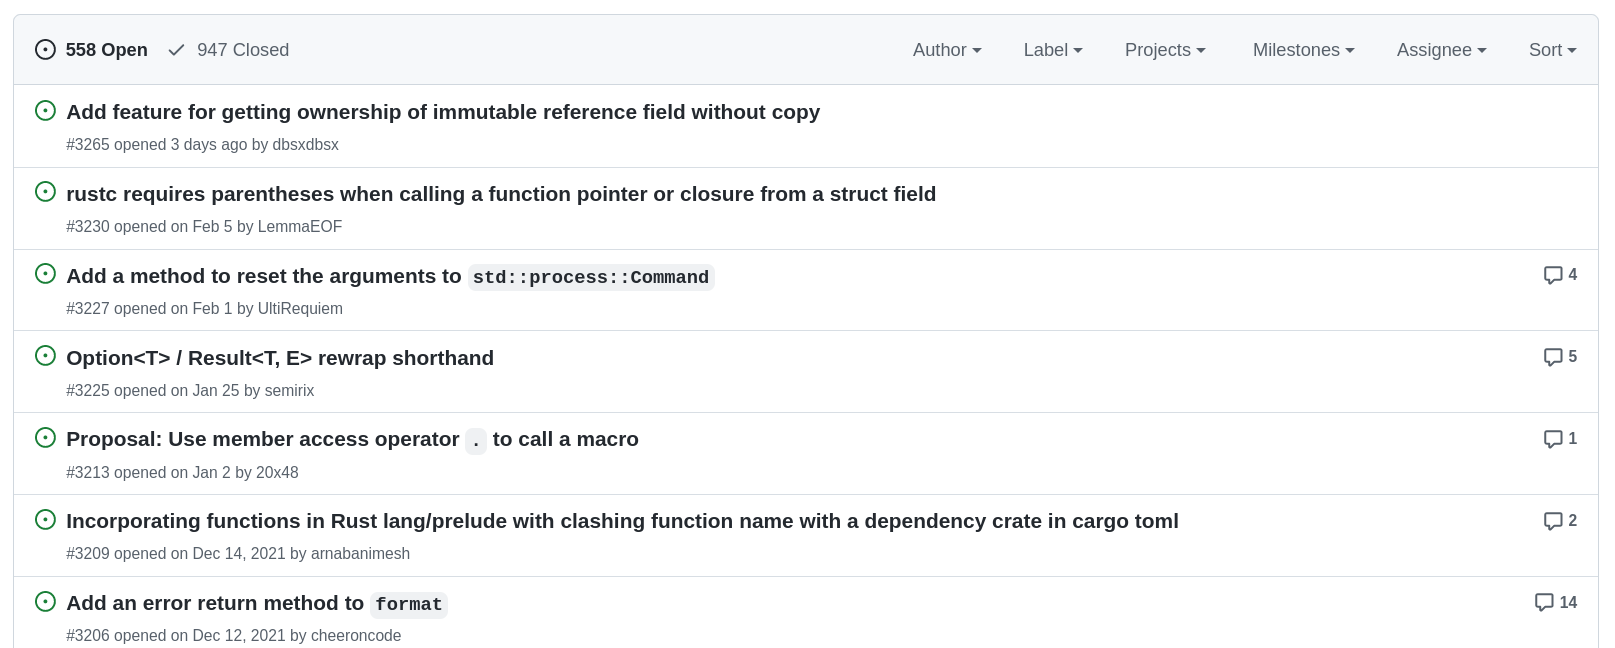 558 Open 947 Closed Author Label Projects Milestones Assignee Sort
Add feature for getting ownership of immutable reference field without copy
#3265 opened 3 days ago by dbsxdbsx
rustc requires parentheses when calling a function pointer or closure from a struct field
#3230 opened on Feb 5 by LemmaEOF
Add a method to reset the arguments to std::process::Command 4
#3227 opened on Feb 1 by UltiRequiem
Option<T> / Result<T, E> rewrap shorthand 5
#3225 opened on Jan 25 by semirix
Proposal: Use member access operator . to call a macro 1
#3213 opened on Jan 2 by 20x48
Incorporating functions in Rust lang/prelude with clashing function name with a dependency crate in cargo toml 2
#3209 opened on Dec 14, 2021 by arnabanimesh
Add an error return method to format 14
#3206 opened on Dec 12, 2021 by cheeroncode